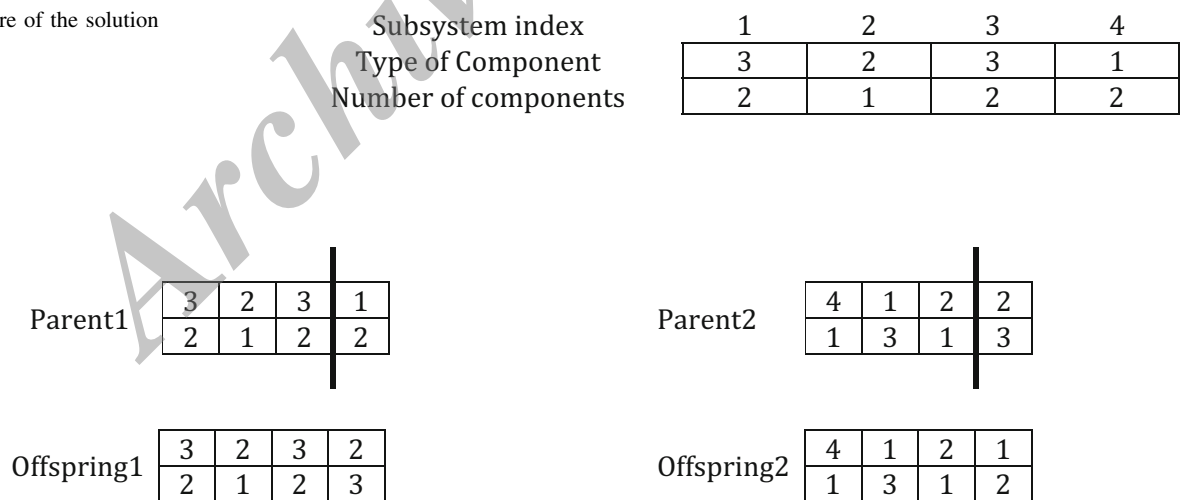 re of the solution
Subsystem index 1 2 3 4
Type of Component 3 2 3 1
Number of components 2 1 2 2
Archiv
Parent1 3 2 3 1
2 1 2 2
Parent2 4 1 2 2
1 3 1 3
Offspring1 3 2 3 2
2 1 2 3
Offspring2 4 1 2 1
1 3 1 2